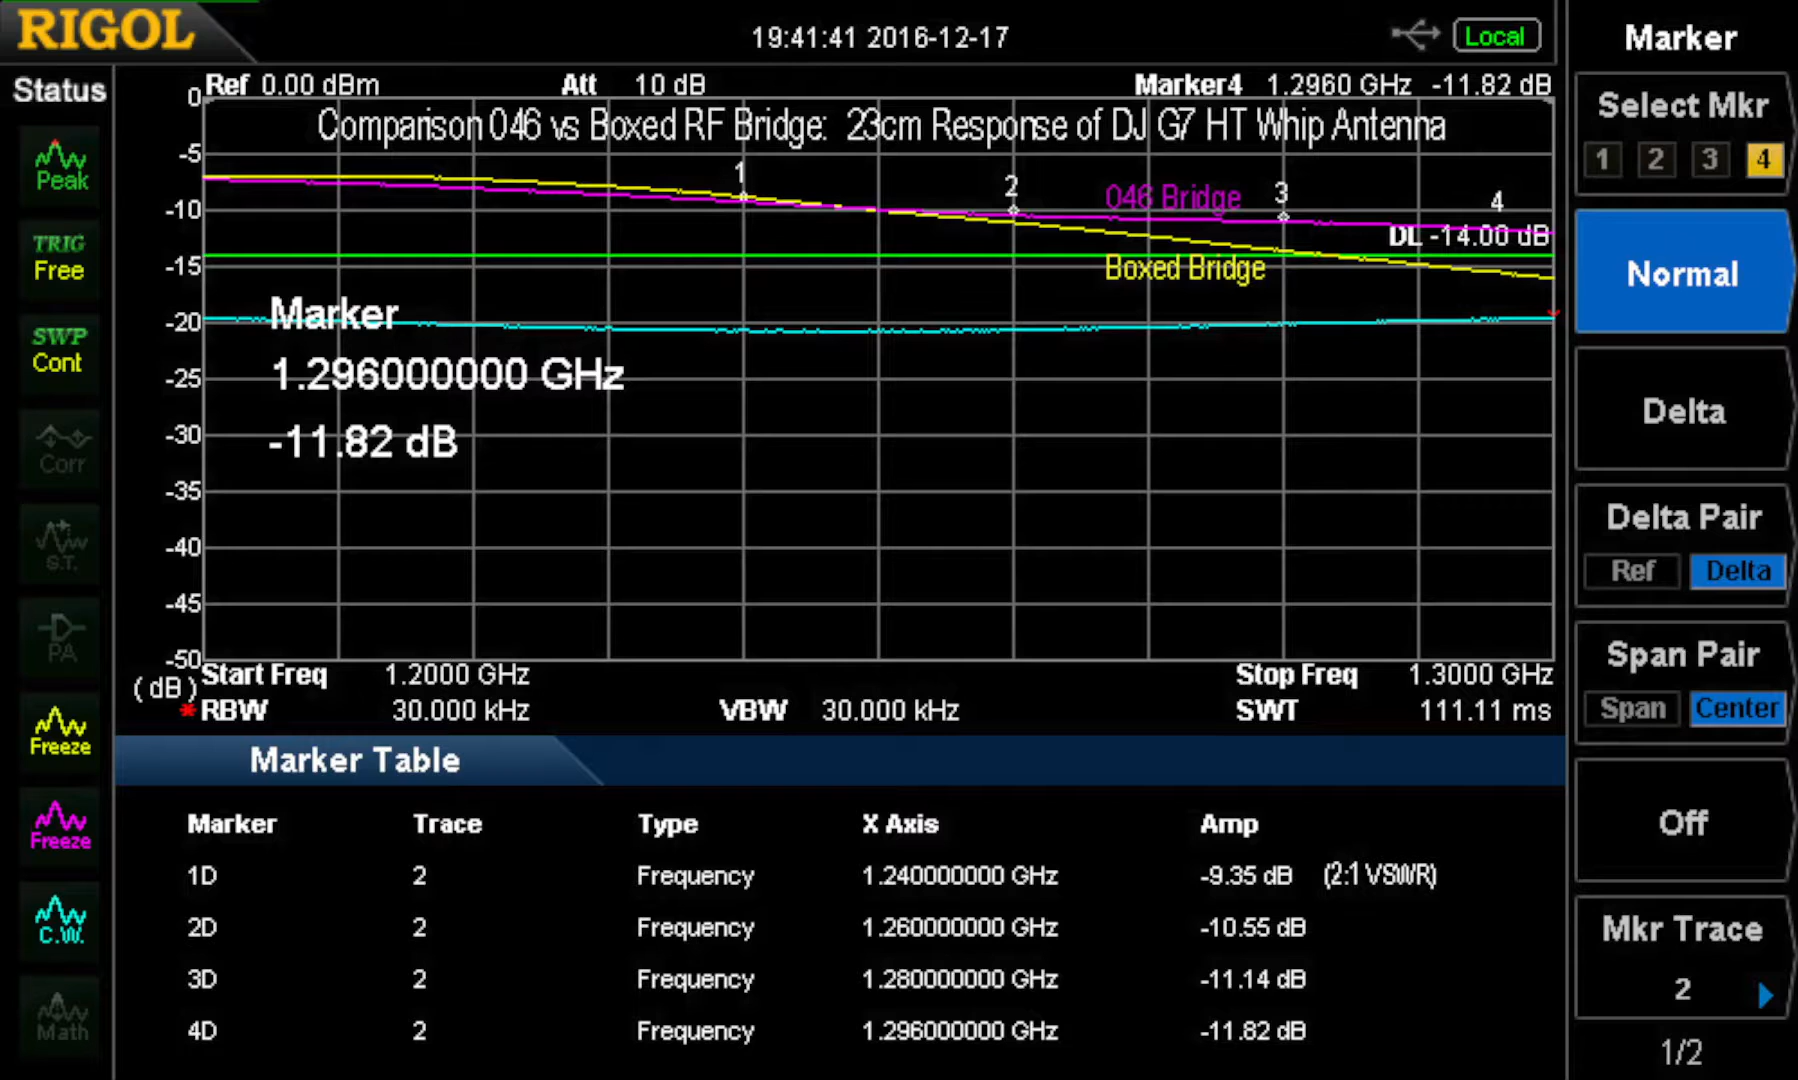 RIGOL
19:41:41 2016-12-17
Local
Status
Peak
TRIG
Free
SWP
Cont
Corr
S.T.
PA
Freeze
Freeze
C.W.
Math
Ref 0.00 dBm
Att 10 dB
Marker4 1.2960 GHz -11.82 dB
Comparison 046 vs Boxed RF Bridge: 23cm Response of DJ G7 HT Whip Antenna
0
-5
-10
-15
-20
-25
-30
-35
-40
-45
-50
(dB)
1
2
3
4
046 Bridge
DL -14.00 dB
Boxed Bridge
Marker
1.296000000 GHz
-11.82 dB
Start Freq 1.2000 GHz
Stop Freq 1.3000 GHz
*RBW 30.000 kHz
VBW 30.000 kHz
SWT 111.11 ms
Marker Table
Marker Trace Type X Axis Amp
1D 2 Frequency 1.240000000 GHz -9.35 dB (2:1 VSWR)
2D 2 Frequency 1.260000000 GHz -10.55 dB
3D 2 Frequency 1.280000000 GHz -11.14 dB
4D 2 Frequency 1.296000000 GHz -11.82 dB
Marker
Select Mkr
1 2 3 4
Normal
Delta
Delta Pair
Ref Delta
Span Pair
Span Center
Off
Mkr Trace
2
1/2